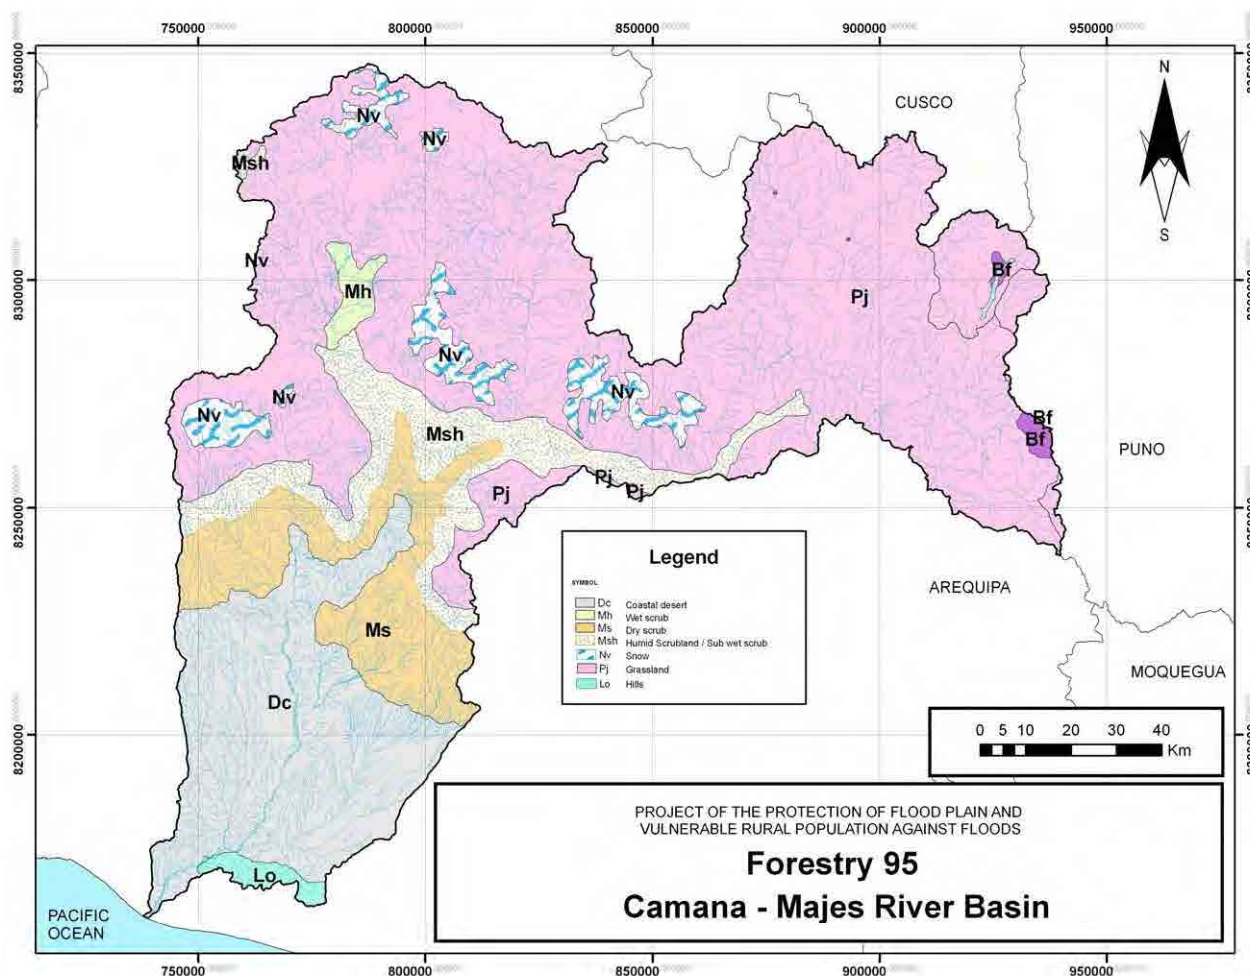 750000 800000 850000 900000 950000
8350000
N
CUSCO
Nv
Nv
Msh
S
Nv
Bf
8300000
Mh
Pj
Nv
Nv
Nv
Nv
Bf
Bf
Msh
PUNO
Pj
Pj
Pj
8250000
Legend
SYMBOL
Dc Coastal desert
Mh Wet scrub
Ms Dry scrub
Msh Humid Scrubland / Sub wet scrub
Nv Snow
Pj Grassland
Lo Hills
AREQUIPA
Ms
MOQUEGUA
Dc
8200000
0 5 10 20 30 40
Km
PROJECT OF THE PROTECTION OF FLOOD PLAIN AND
VULNERABLE RURAL POPULATION AGAINST FLOODS
Forestry 95
Camana - Majes River Basin
Lo
PACIFIC
OCEAN
750000 800000 850000 900000 950000